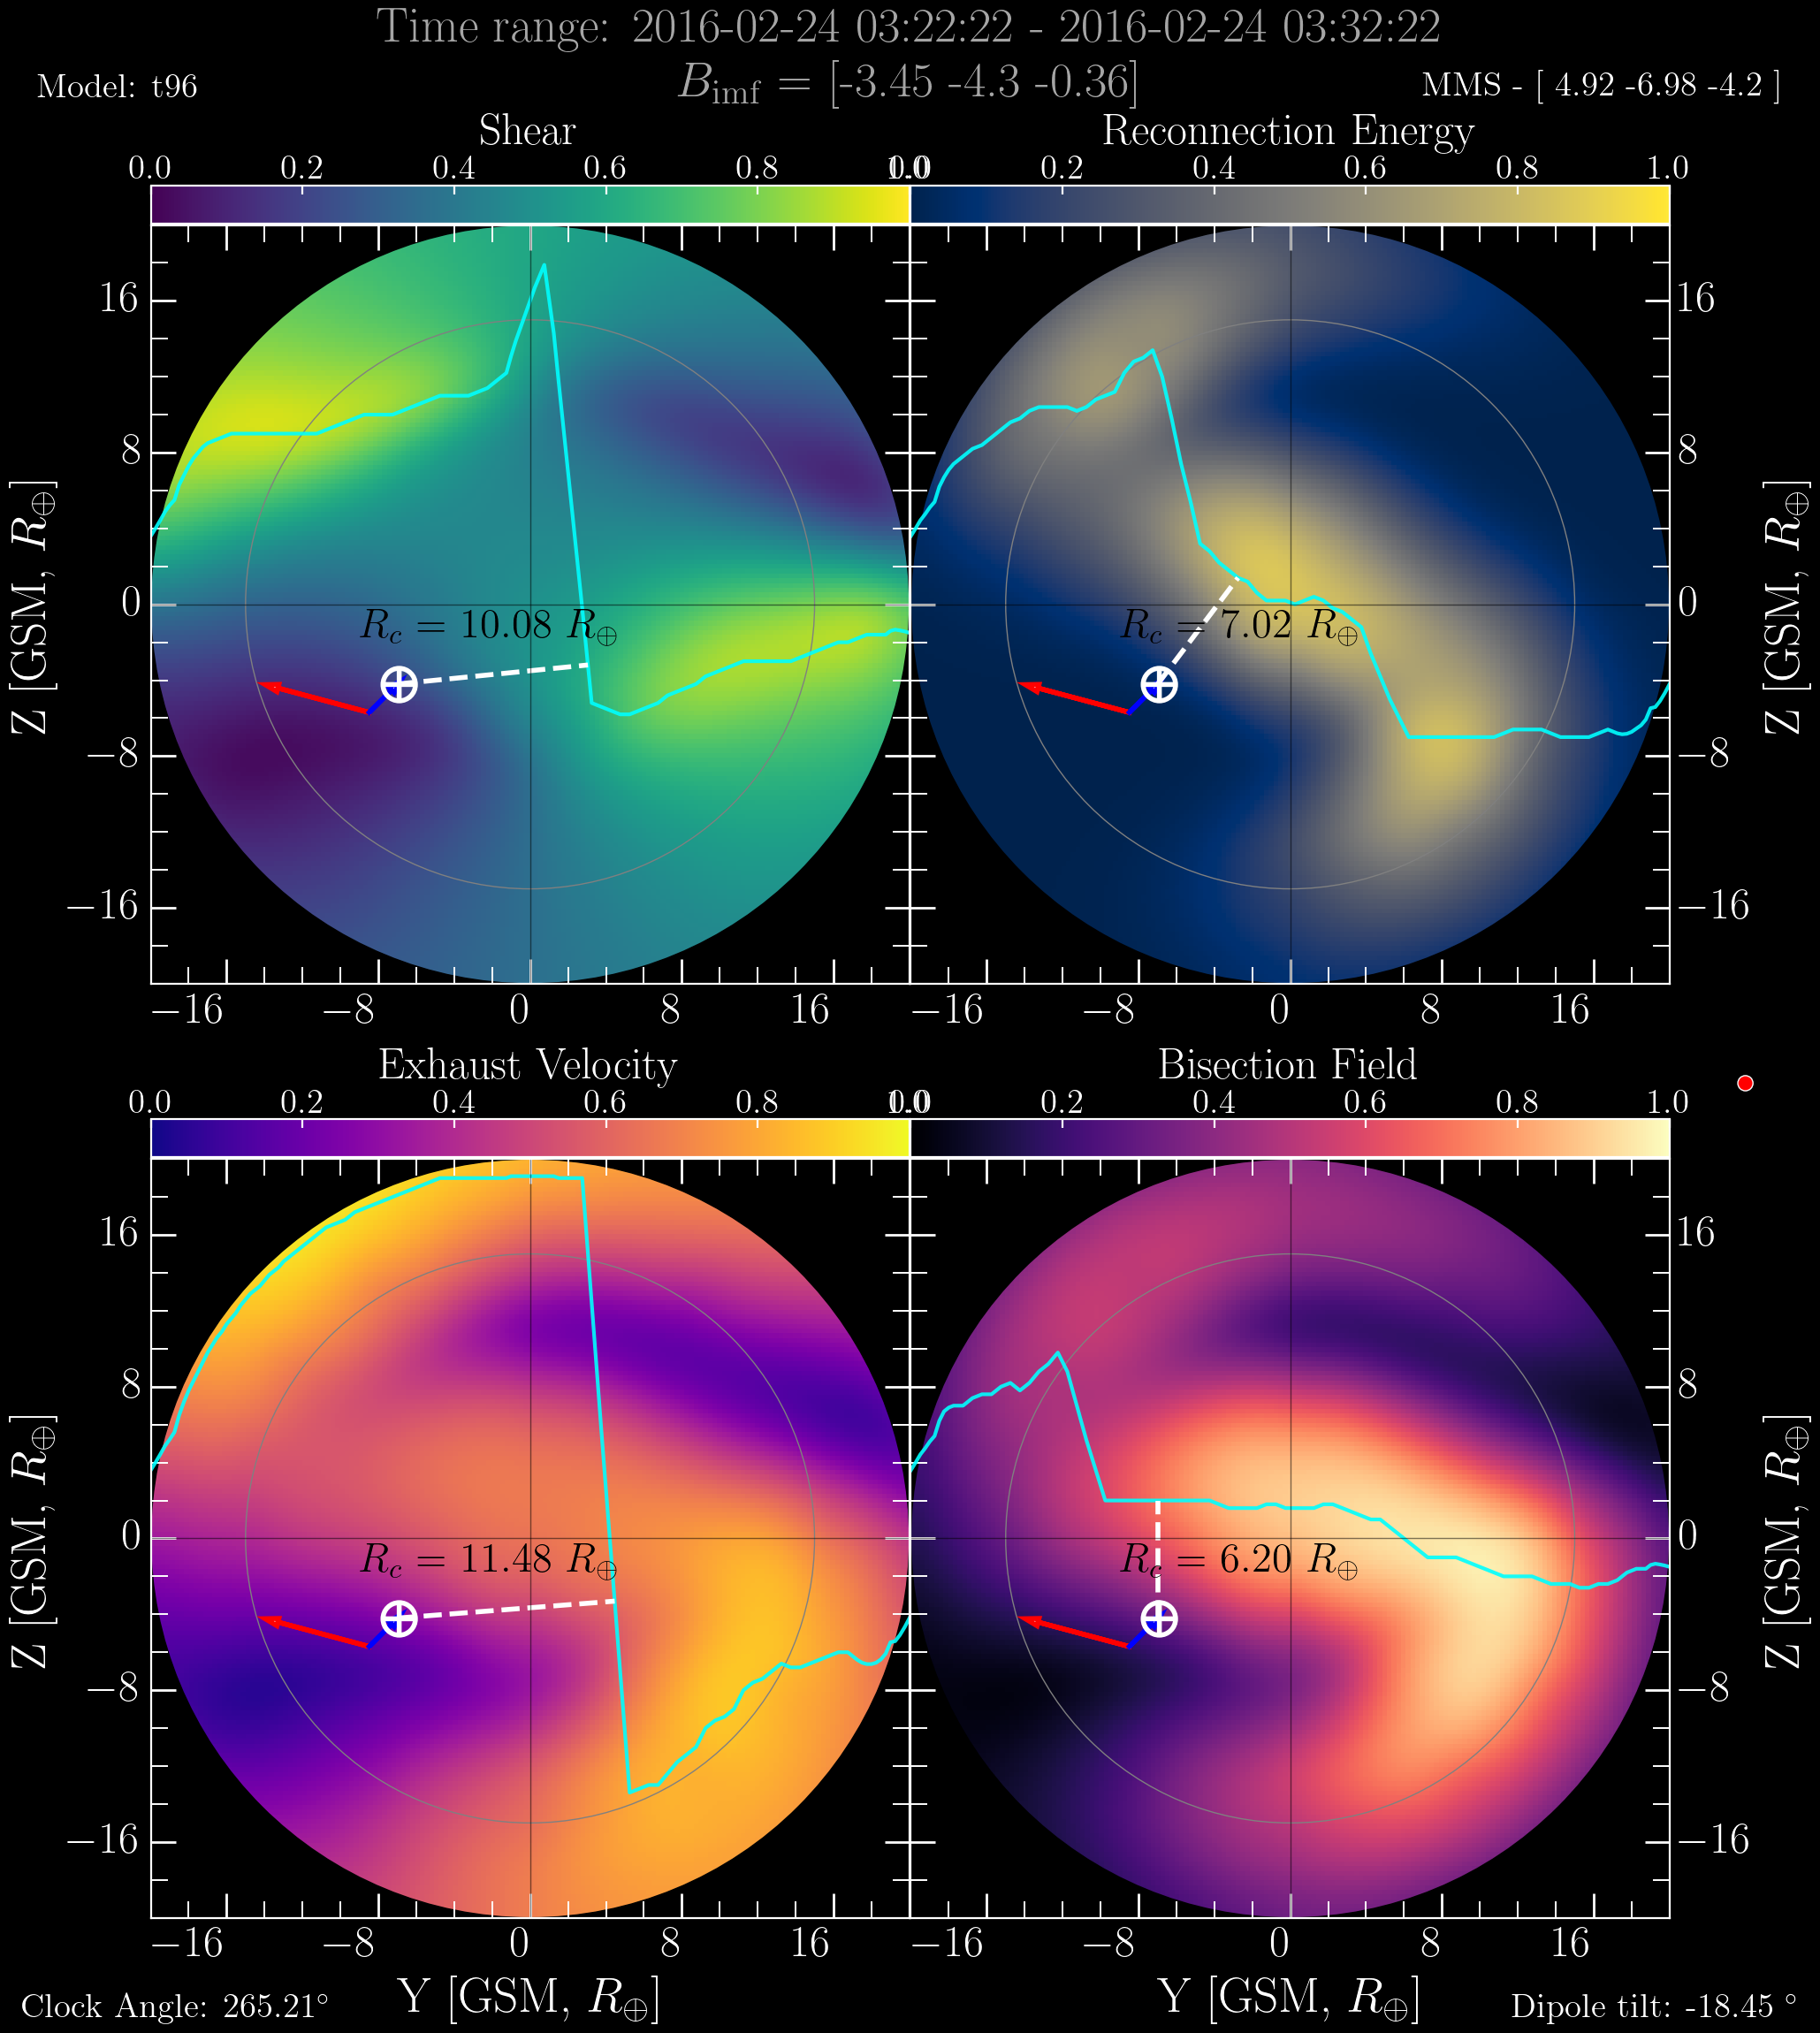 Time range: 2016-02-24 03:22:22 - 2016-02-24 03:32:22
Model: t96
B_imf = [-3.45 -4.3 -0.36]
MMS - [ 4.92 -6.98 -4.2 ]
Shear
Reconnection Energy
0.0 0.2 0.4 0.6 0.8 1.0
0.0 0.2 0.4 0.6 0.8 1.0
Z [GSM, R⊕]
16
8
0
−8
−16
R_c = 10.08 R⊕
R_c = 7.02 R⊕
16
8
0
−8
−16
Z [GSM, R⊕]
−16 −8 0 8 16
−16 −8 0 8 16
Exhaust Velocity
Bisection Field
0.0 0.2 0.4 0.6 0.8 1.0
0.0 0.2 0.4 0.6 0.8 1.0
Z [GSM, R⊕]
16
8
0
−8
−16
R_c = 11.48 R⊕
R_c = 6.20 R⊕
16
8
0
−8
−16
Z [GSM, R⊕]
−16 −8 0 8 16
−16 −8 0 8 16
Y [GSM, R⊕]
Y [GSM, R⊕]
Clock Angle: 265.21°
Dipole tilt: -18.45 °